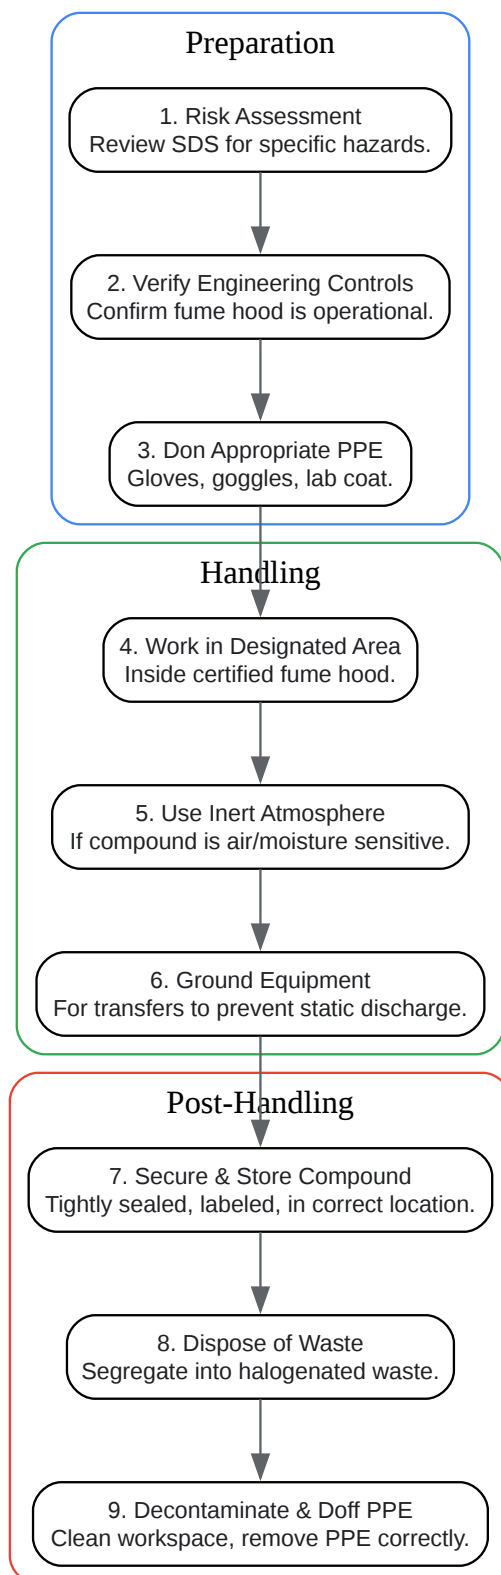 Preparation
1. Risk Assessment
Review SDS for specific hazards.
2. Verify Engineering Controls
Confirm fume hood is operational.
3. Don Appropriate PPE
Gloves, goggles, lab coat.
Handling
4. Work in Designated Area
Inside certified fume hood.
5. Use Inert Atmosphere
If compound is air/moisture sensitive.
6. Ground Equipment
For transfers to prevent static discharge.
Post-Handling
7. Secure & Store Compound
Tightly sealed, labeled, in correct location.
8. Dispose of Waste
Segregate into halogenated waste.
9. Decontaminate & Doff PPE
Clean workspace, remove PPE correctly.